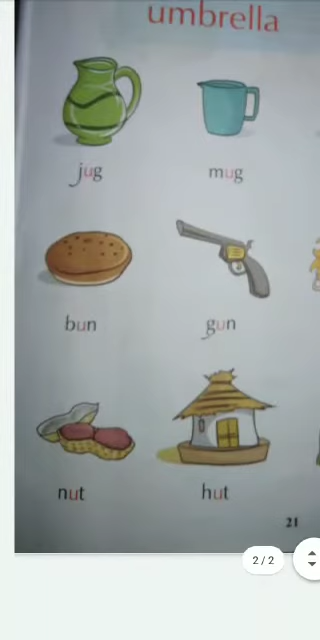 umbrella
jug mug
bun gun
nut hut
21
2 / 2